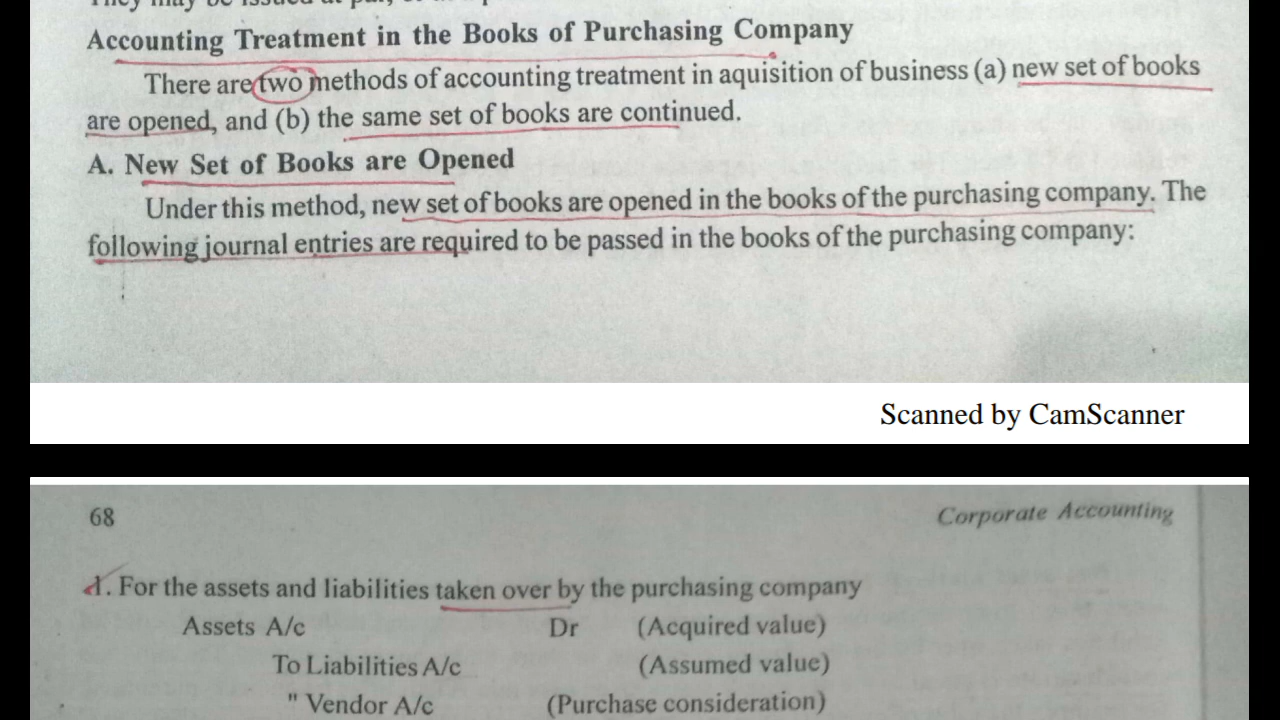 Accounting Treatment in the Books of Purchasing Company
There are two methods of accounting treatment in aquisition of business (a) new set of books
are opened, and (b) the same set of books are continued.
A. New Set of Books are Opened
Under this method, new set of books are opened in the books of the purchasing company. The
following journal entries are required to be passed in the books of the purchasing company:
Scanned by CamScanner
68 Corporate Accounting
1. For the assets and liabilities taken over by the purchasing company
Assets A/c Dr (Acquired value)
To Liabilities A/c (Assumed value)
" Vendor A/c (Purchase consideration)